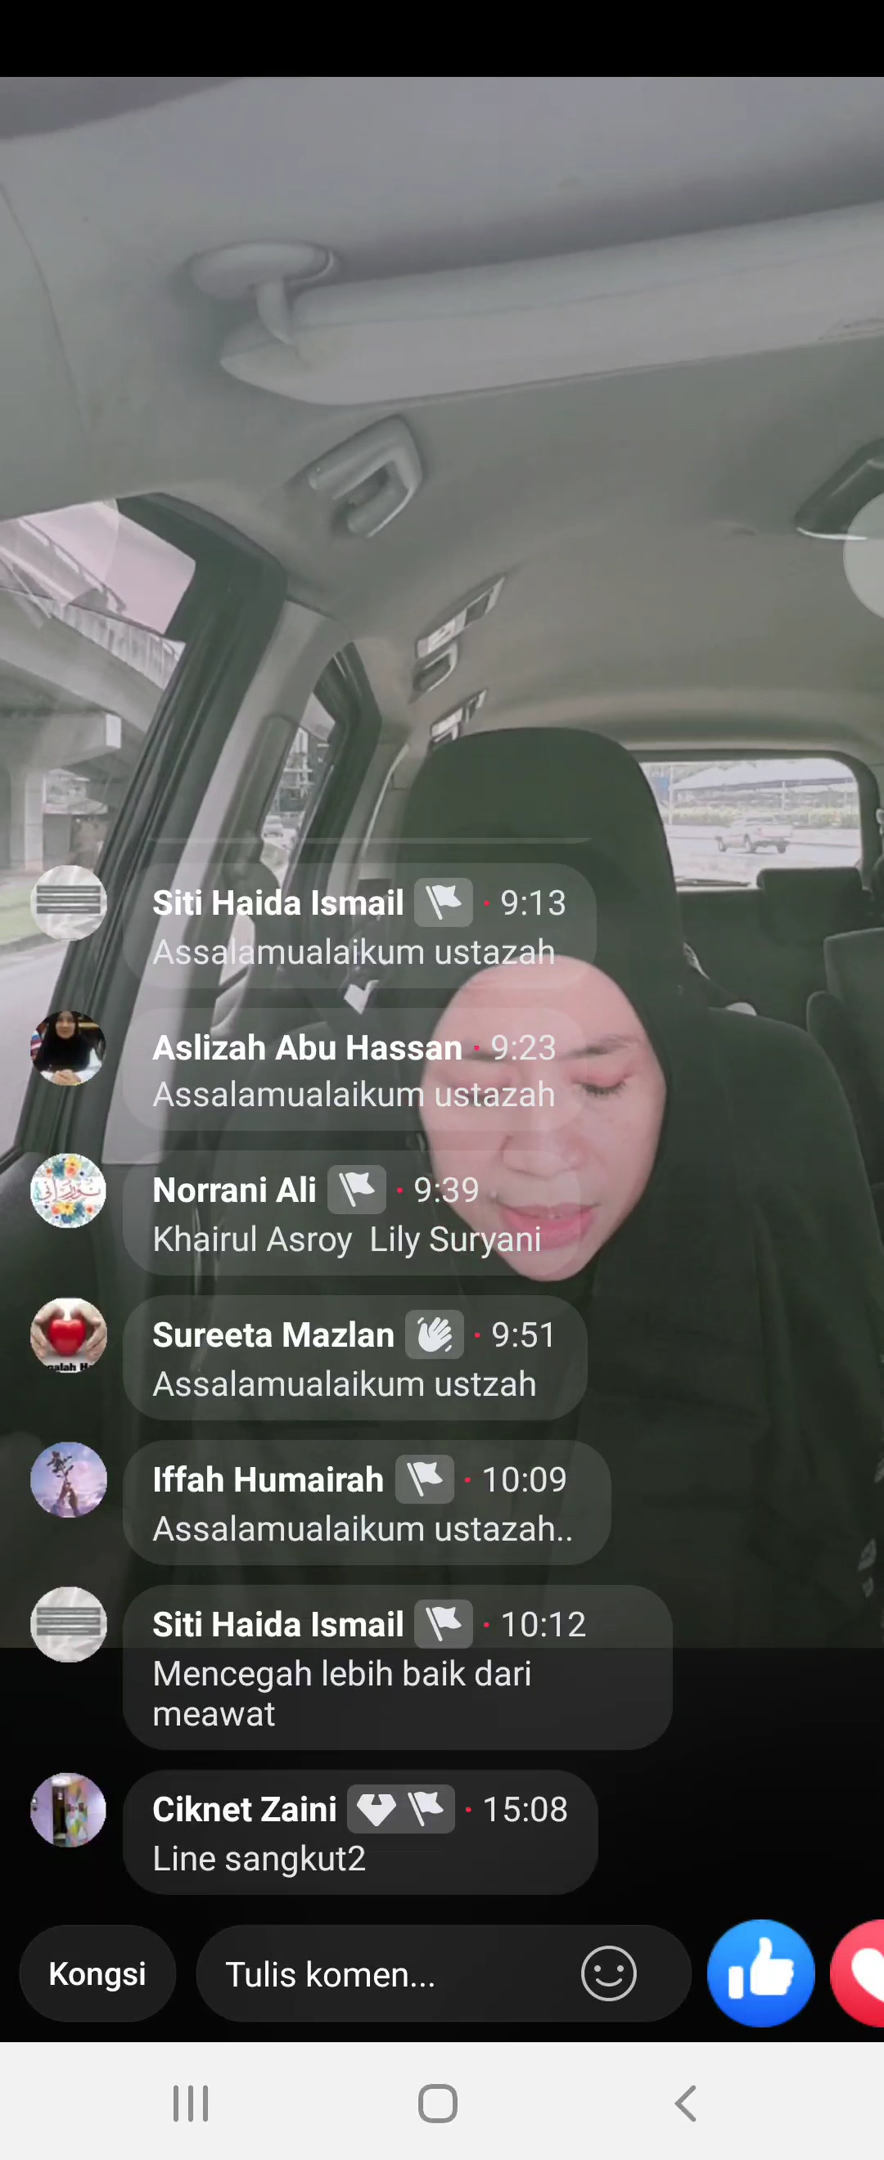 Siti Haida Ismail · 9:13
Assalamualaikum ustazah
Aslizah Abu Hassan · 9:23
Assalamualaikum ustazah
Norrani Ali · 9:39
Khairul Asroy Lily Suryani
Sureeta Mazlan · 9:51
Assalamualaikum ustzah
Iffah Humairah · 10:09
Assalamualaikum ustazah..
Siti Haida Ismail · 10:12
Mencegah lebih baik dari
meawat
Ciknet Zaini · 15:08
Line sangkut2
Kongsi
Tulis komen...